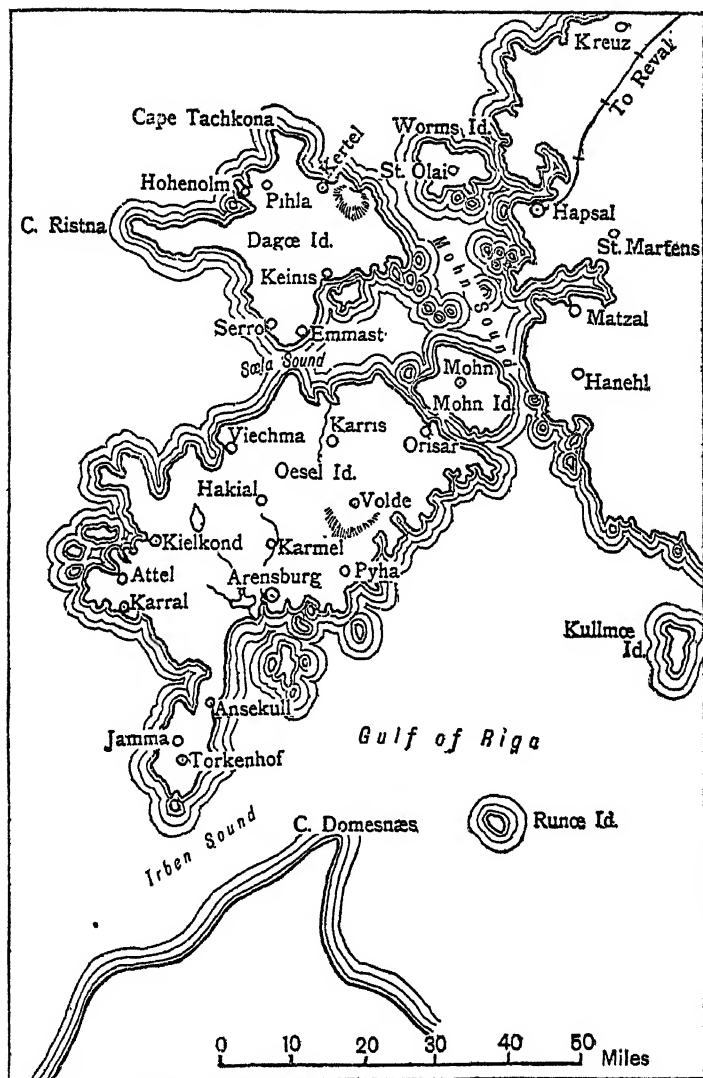 Kreuz
To Reval
Cape Tachkona
Kertel
Worms Id.
St. Olai
Hohenolm
Pihla
Hapsal
C. Ristna
Dagœ Id.
St. Martens
Mohn Sound
Keinis
Matzal
Serro
Emmast
Sœla Sound
Mohn
Hanehl
Mohn Id.
Karris
Orisar
Viechma
Oesel Id.
Hakial
Volde
Kielkond
Karmel
Attel
Arensburg
Pyha
Karral
Kullmœ
Id.
Ansekull
Gulf of Riga
Jamma
Torkenhof
C. Domesnæs
Runœ Id.
Irben Sound
0 10 20 30 40 50
Miles